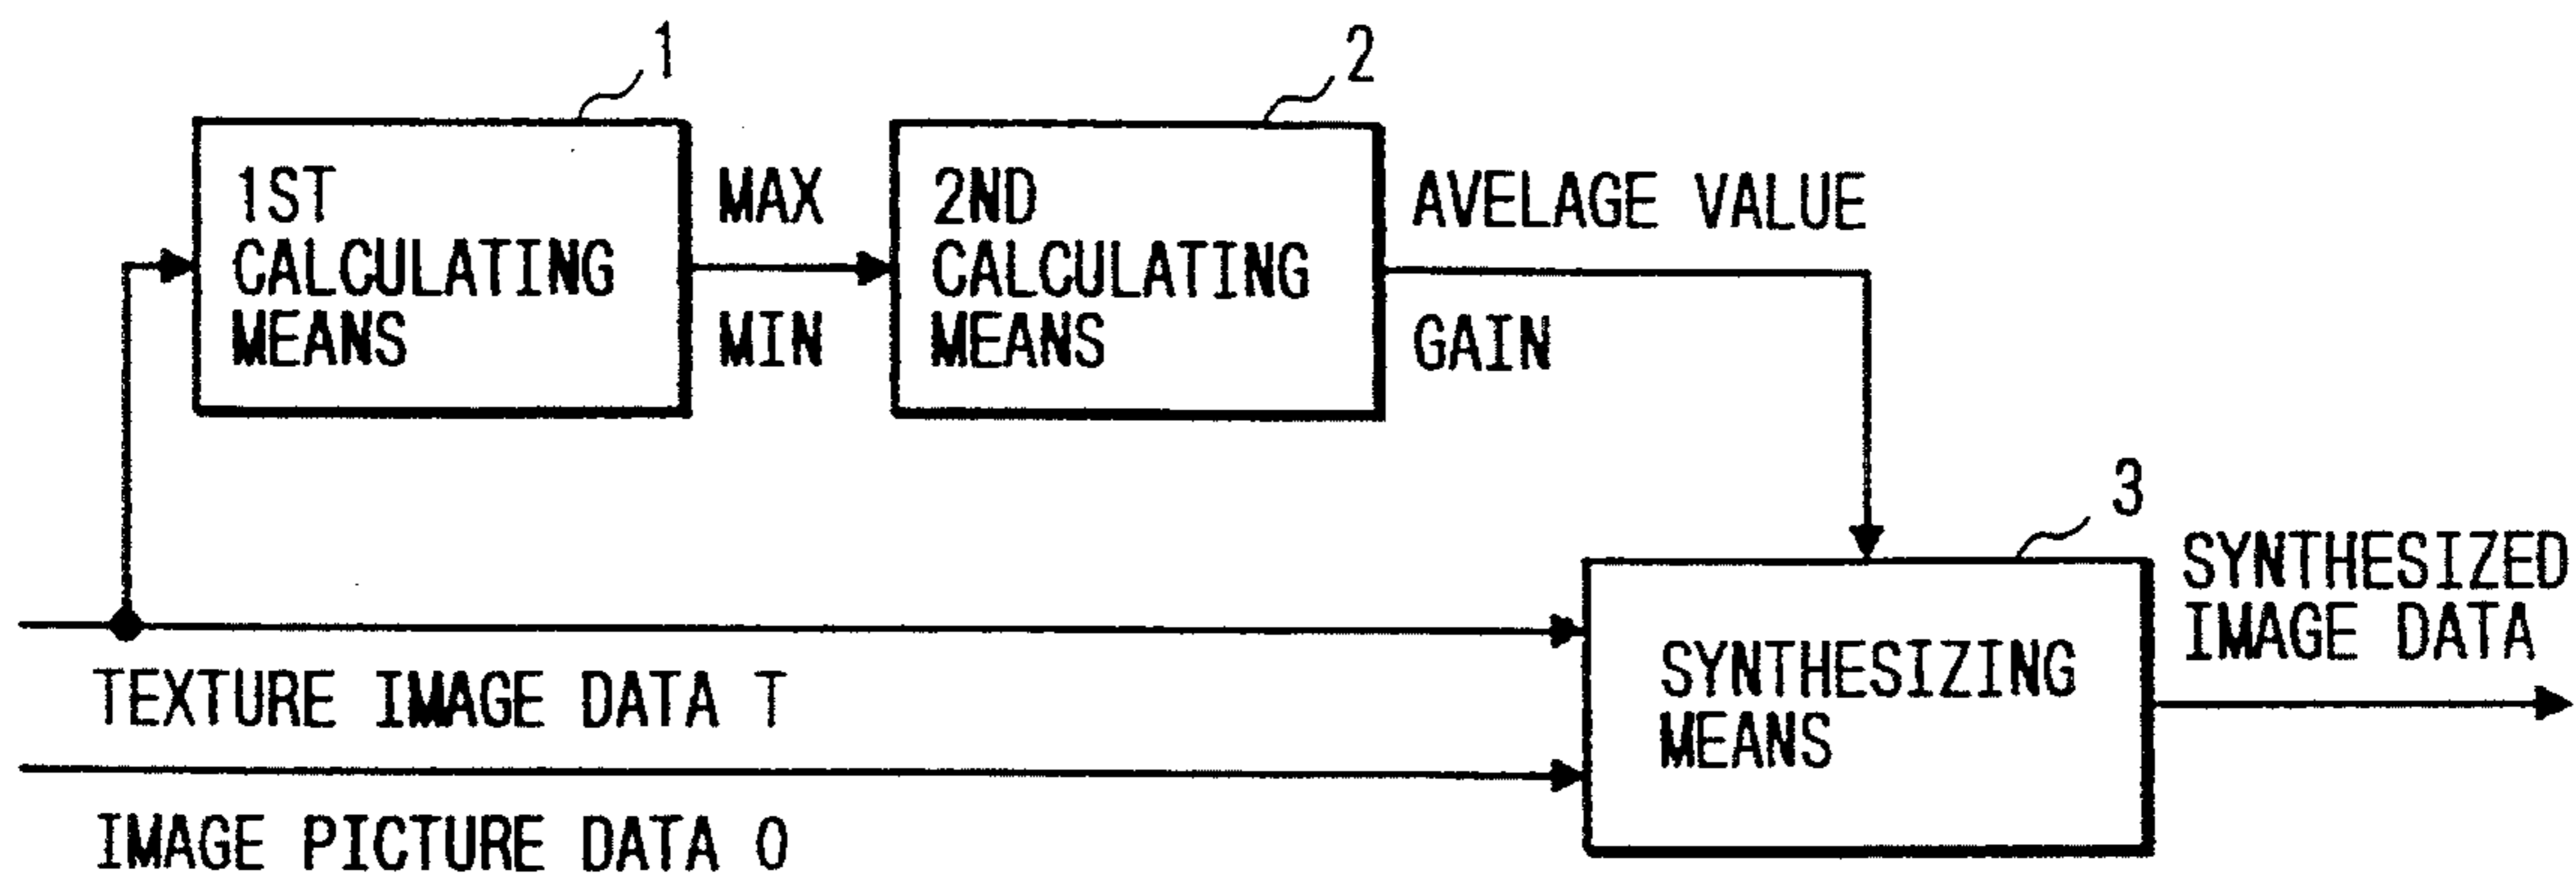 1
2
1ST
CALCULATING
MEANS
MAX
MIN
2ND
CALCULATING
MEANS
AVELAGE VALUE
GAIN
3
SYNTHESIZED
IMAGE DATA
SYNTHESIZING
MEANS
TEXTURE IMAGE DATA T
IMAGE PICTURE DATA O